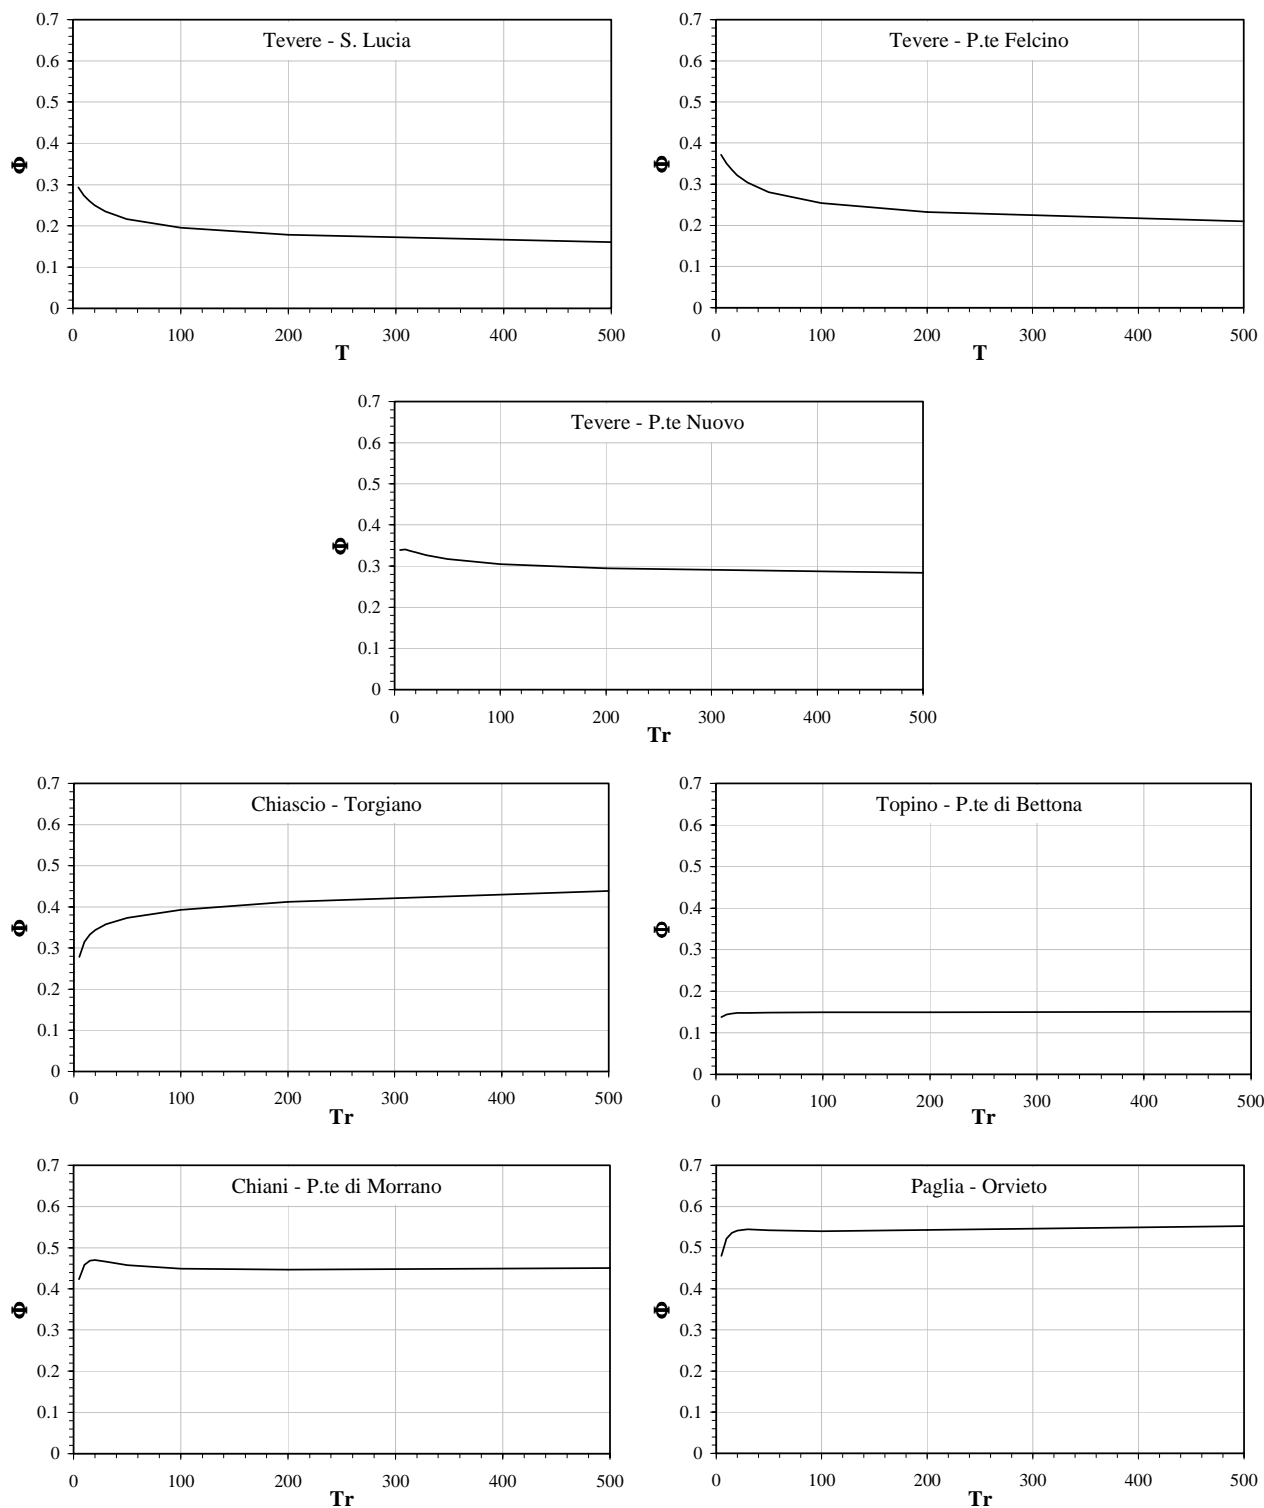 Tevere - S. Lucia
0.7
0.6
0.5
0.4
0.3
0.2
0.1
0
Φ
0 100 200 300 400 500
T
Tevere - P.te Felcino
0.7
0.6
0.5
0.4
0.3
0.2
0.1
0
Φ
0 100 200 300 400 500
T
Tevere - P.te Nuovo
0.7
0.6
0.5
0.4
0.3
0.2
0.1
0
Φ
0 100 200 300 400 500
Tr
Chiascio - Torgiano
0.7
0.6
0.5
0.4
0.3
0.2
0.1
0
Φ
0 100 200 300 400 500
Tr
Topino - P.te di Bettona
0.7
0.6
0.5
0.4
0.3
0.2
0.1
0
Φ
0 100 200 300 400 500
Tr
Chiani - P.te di Morrano
0.7
0.6
0.5
0.4
0.3
0.2
0.1
0
Φ
0 100 200 300 400 500
Tr
Paglia - Orvieto
0.7
0.6
0.5
0.4
0.3
0.2
0.1
0
Φ
0 100 200 300 400 500
Tr